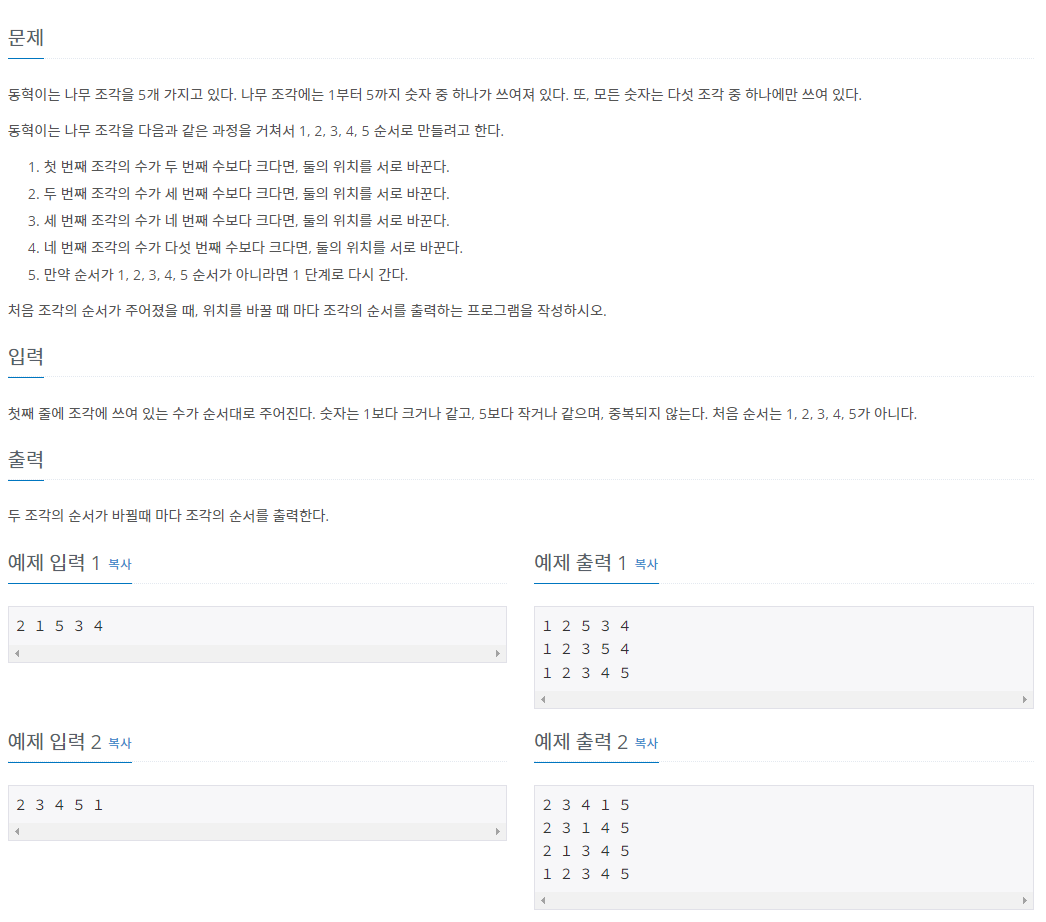 문제
동혁이는 나무 조각을 5개 가지고 있다. 나무 조각에는 1부터 5까지 숫자 중 하나가 쓰여져 있다. 또, 모든 숫자는 다섯 조각 중 하나에만 쓰여 있다.
동혁이는 나무 조각을 다음과 같은 과정을 거쳐서 1, 2, 3, 4, 5 순서로 만들려고 한다.
1. 첫 번째 조각의 수가 두 번째 수보다 크다면, 둘의 위치를 서로 바꾼다.
2. 두 번째 조각의 수가 세 번째 수보다 크다면, 둘의 위치를 서로 바꾼다.
3. 세 번째 조각의 수가 네 번째 수보다 크다면, 둘의 위치를 서로 바꾼다.
4. 네 번째 조각의 수가 다섯 번째 수보다 크다면, 둘의 위치를 서로 바꾼다.
5. 만약 순서가 1, 2, 3, 4, 5 순서가 아니라면 1 단계로 다시 간다.
처음 조각의 순서가 주어졌을 때, 위치를 바꿀 때 마다 조각의 순서를 출력하는 프로그램을 작성하시오.
입력
첫째 줄에 조각에 쓰여 있는 수가 순서대로 주어진다. 숫자는 1보다 크거나 같고, 5보다 작거나 같으며, 중복되지 않는다. 처음 순서는 1, 2, 3, 4, 5가 아니다.
출력
두 조각의 순서가 바뀔때 마다 조각의 순서를 출력한다.
예제 입력 1 복사
2 1 5 3 4
예제 출력 1 복사
1 2 5 3 4
1 2 3 5 4
1 2 3 4 5
예제 입력 2 복사
2 3 4 5 1
예제 출력 2 복사
2 3 4 1 5
2 3 1 4 5
2 1 3 4 5
1 2 3 4 5